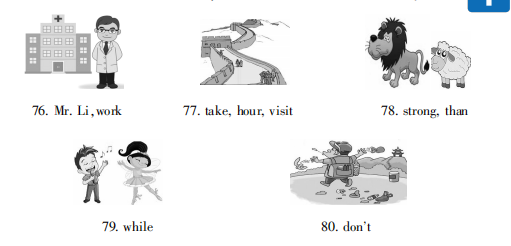 76. Mr. Li,work 77. take, hour, visit 78. strong, than
79. while 80. don't